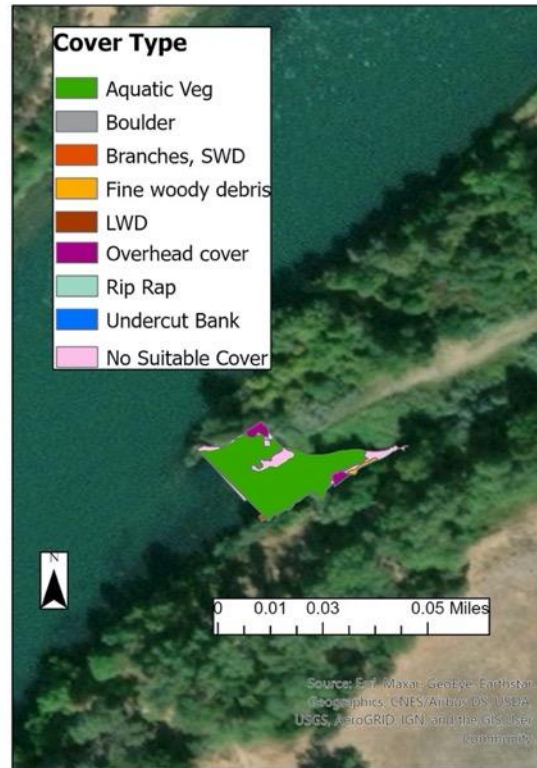 Cover Type
Aquatic Veg
Boulder
Branches, SWD
Fine woody debris
LWD
Overhead cover
Rip Rap
Undercut Bank
No Suitable Cover
N
0 0.01 0.03 0.05 Miles
Source: Esri, Maxar, GeoEye, Earthstar
Geographics, CNES/Airbus DS, USDA,
USGS, AeroGRID, IGN, and the GIS User
Community